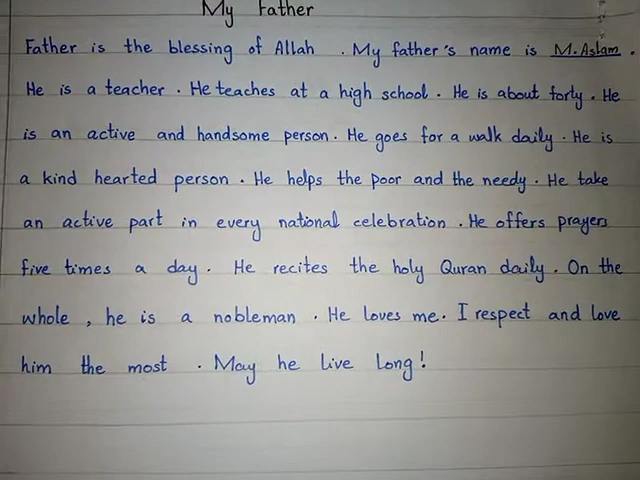 My Father
Father is the blessing of Allah . My father's name is M.Aslam .
He is a teacher . He teaches at a high school . He is about forty . He
is an active and handsome person . He goes for a walk daily . He is
a kind hearted person . He helps the poor and the needy . He take
an active part in every national celebration . He offers prayers
five times a day . He recites the holy Quran daily . On the
whole , he is a nobleman . He loves me . I respect and love
him the most . May he live long !